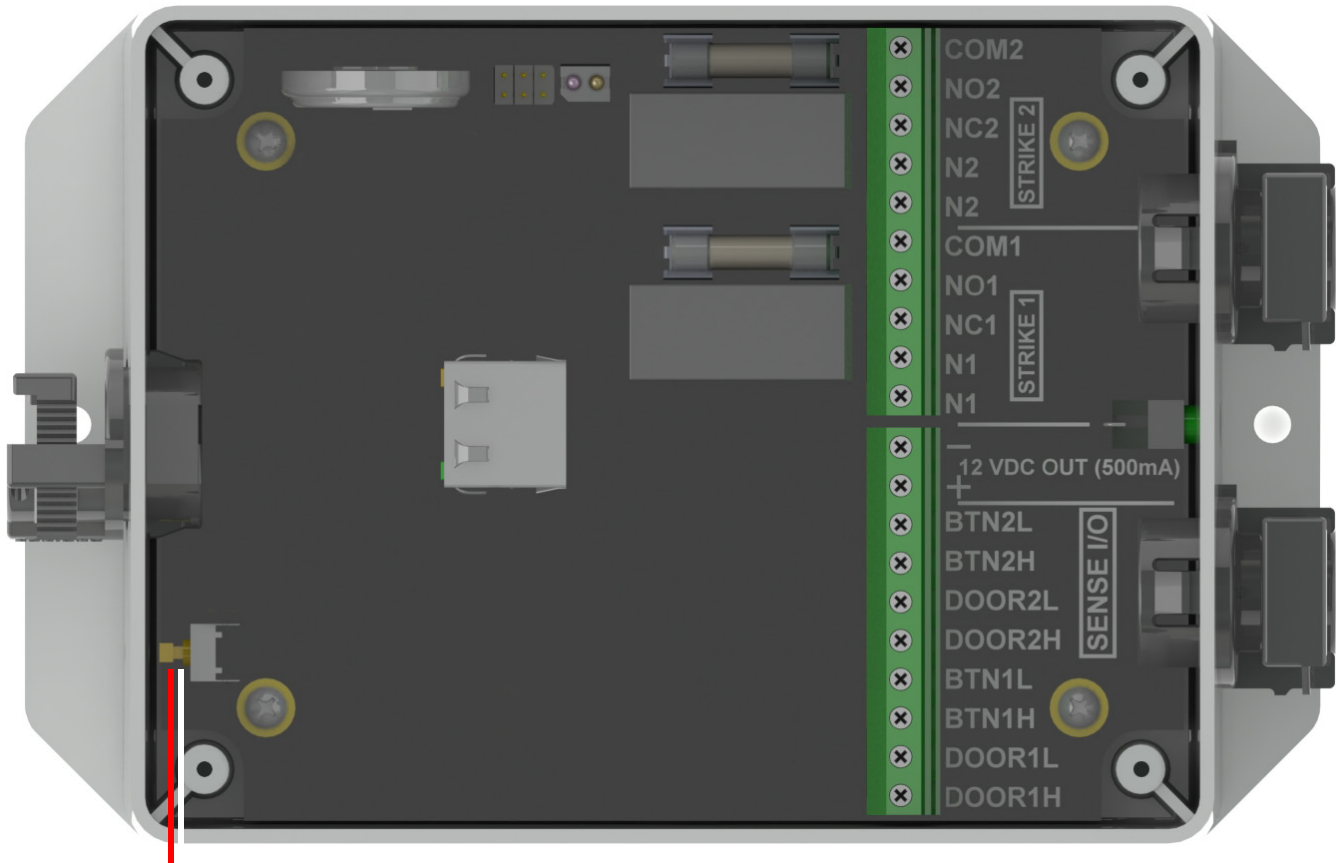 COM2
NO2
NC2
N2
N2
STRIKE 2
COM1
NO1
NC1
N1
N1
STRIKE 1
−
12 VDC OUT (500mA)
+
BTN2L
BTN2H
DOOR2L
DOOR2H
BTN1L
BTN1H
DOOR1L
DOOR1H
SENSE I/O